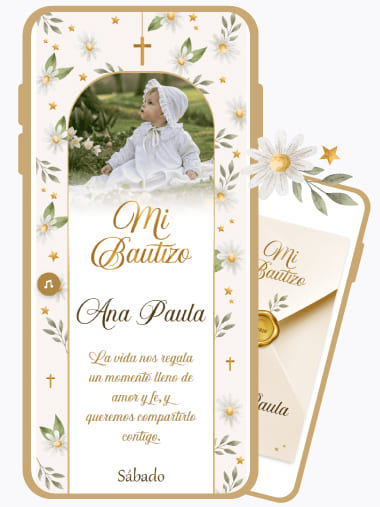 Mi
Bautizo
Ana Paula
La vida nos regala
un momento lleno de
amor y fe, y
queremos compartirlo
contigo.
Sábado
Mi
Bautizo
Paula